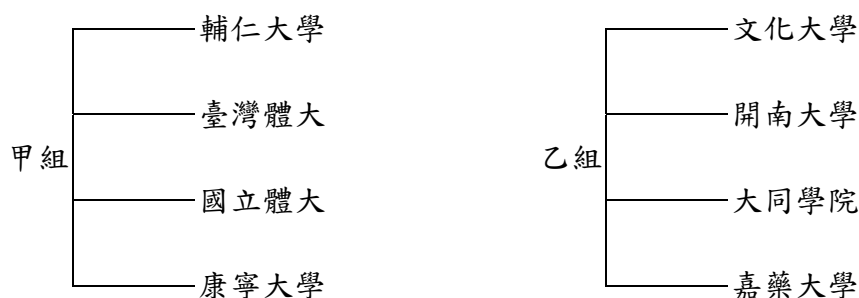 輔仁大學
臺灣體大
甲組
國立體大
康寧大學
文化大學
開南大學
乙組
大同學院
嘉藥大學